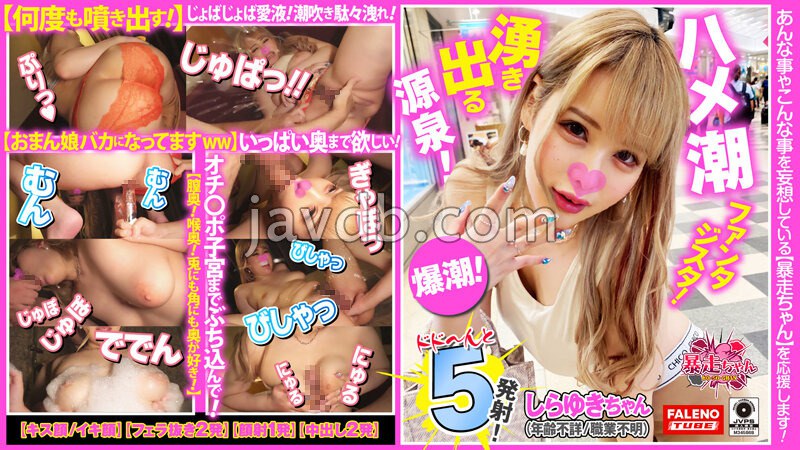 【何度も噴き出す!】
じょばじょば愛液!潮吹き駄々洩れ!
ぷりっ♥
じゅぱっ!!
【おまん娘バカになってますww】
いっぱい奥まで欲しい!
むん
むん
ぎゃぼっ
オチ〇ポ子宮までぶち込んで!
【膣奥!喉奥!兎にも角にも奥が好き!】
びしゃっ
びしゃっ
じゅぽ
じゅぽ
ででん
にゅる
にゅる
【キス顔/イキ顔】【フェラ抜き2発】【顔射1発】【中出し2発】
javdb.com
湧き
出る
源泉!
ハメ潮
ファンタジスタ!
爆潮!
ドド〜んと
5
発射!
しらゆきちゃん
(年齢不詳/職業不明)
あんな事やこんな事を妄想している【暴走ちゃん】を応援します!
暴走ちゃん
FALENO
TUBE
JVPS